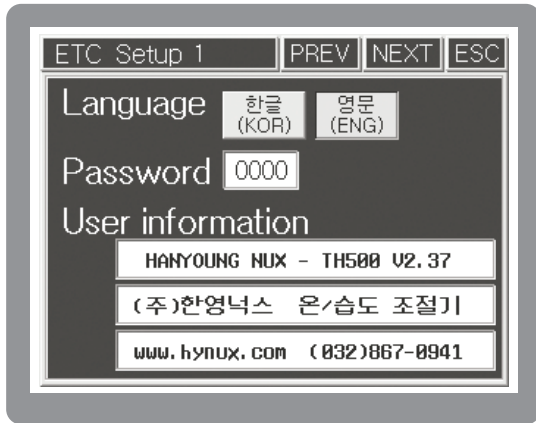 ETC Setup 1 PREV NEXT ESC
Language 한글 영문
(KOR) (ENG)
Password 0000
User information
HANYOUNG NUX - TH500 V2.37
(주)한영넉스 온/습도 조절기
www.hynux.com (032)867-0941